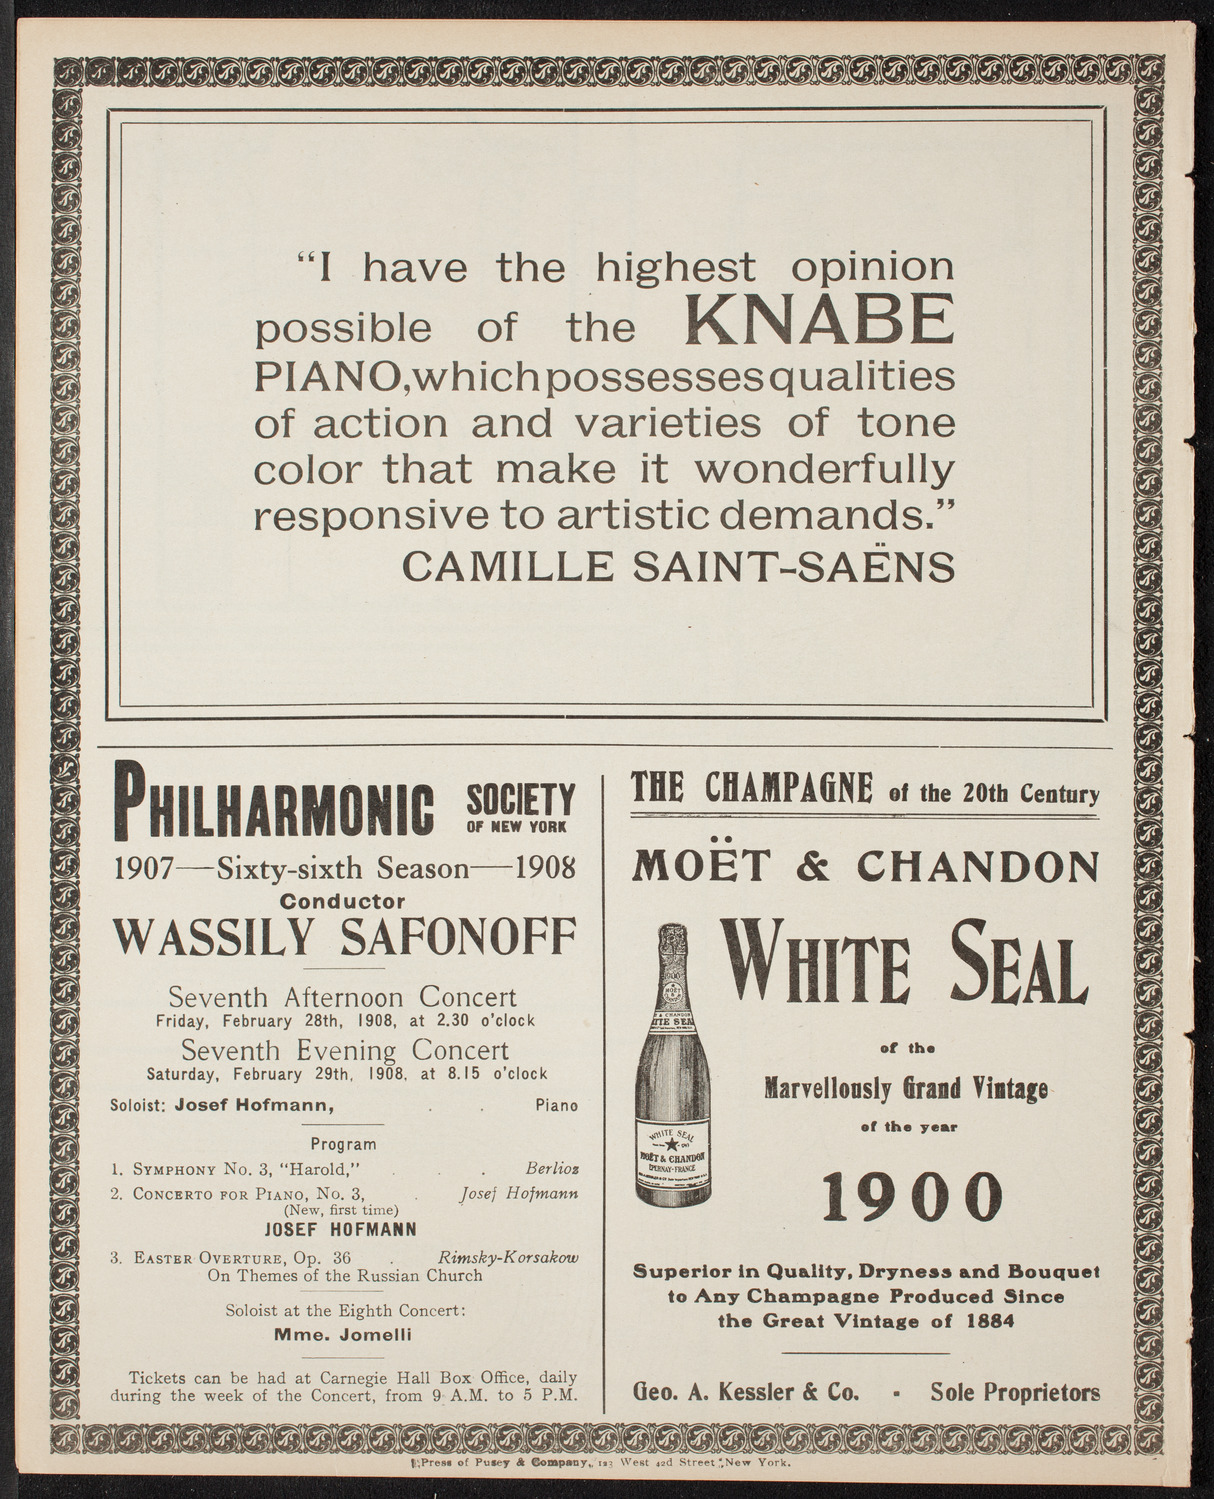 “I have the highest opinion
possible of the KNABE
PIANO, which possesses qualities
of action and varieties of tone
color that make it wonderfully
responsive to artistic demands.”
CAMILLE SAINT-SAËNS
PHILHARMONIC SOCIETY
OF NEW YORK
1907—Sixty-sixth Season—1908
Conductor
WASSILY SAFONOFF
Seventh Afternoon Concert
Friday, February 28th, 1908, at 2.30 o'clock
Seventh Evening Concert
Saturday, February 29th, 1908, at 8.15 o'clock
Soloist: Josef Hofmann, . . Piano
Program
1. SYMPHONY No. 3, “Harold,” . . . Berlioz
2. CONCERTO FOR PIANO, No. 3, . Josef Hofmann
(New, first time)
JOSEF HOFMANN
3. EASTER OVERTURE, Op. 36 . Rimsky-Korsakow
On Themes of the Russian Church
Soloist at the Eighth Concert:
Mme. Jomelli
Tickets can be had at Carnegie Hall Box Office, daily
during the week of the Concert, from 9 A.M. to 5 P.M.
THE CHAMPAGNE of the 20th Century
MOËT & CHANDON
WHITE SEAL
of the
Marvellously Grand Vintage
of the year
1900
WHITE SEAL
MOËT & CHANDON
EPERNAY-FRANCE
Superior in Quality, Dryness and Bouquet
to Any Champagne Produced Since
the Great Vintage of 1884
Geo. A. Kessler & Co. - Sole Proprietors
Press of Pusey & Company, 123 West 42d Street, New York.